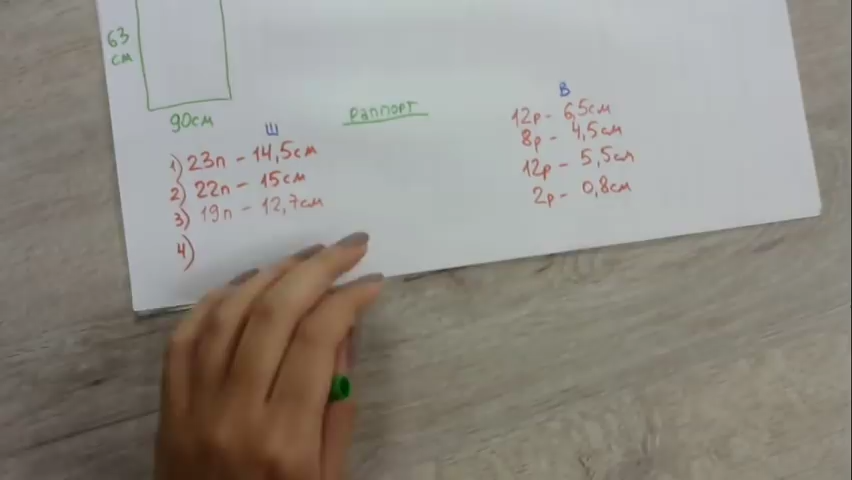 63
см
90см
раппорт
Ш
В
1) 23п - 14,5см
12р - 6,5см
2) 22п - 15см
8р - 4,5см
3) 19п - 12,7см
12р - 5,5см
4)
2р - 0,8см